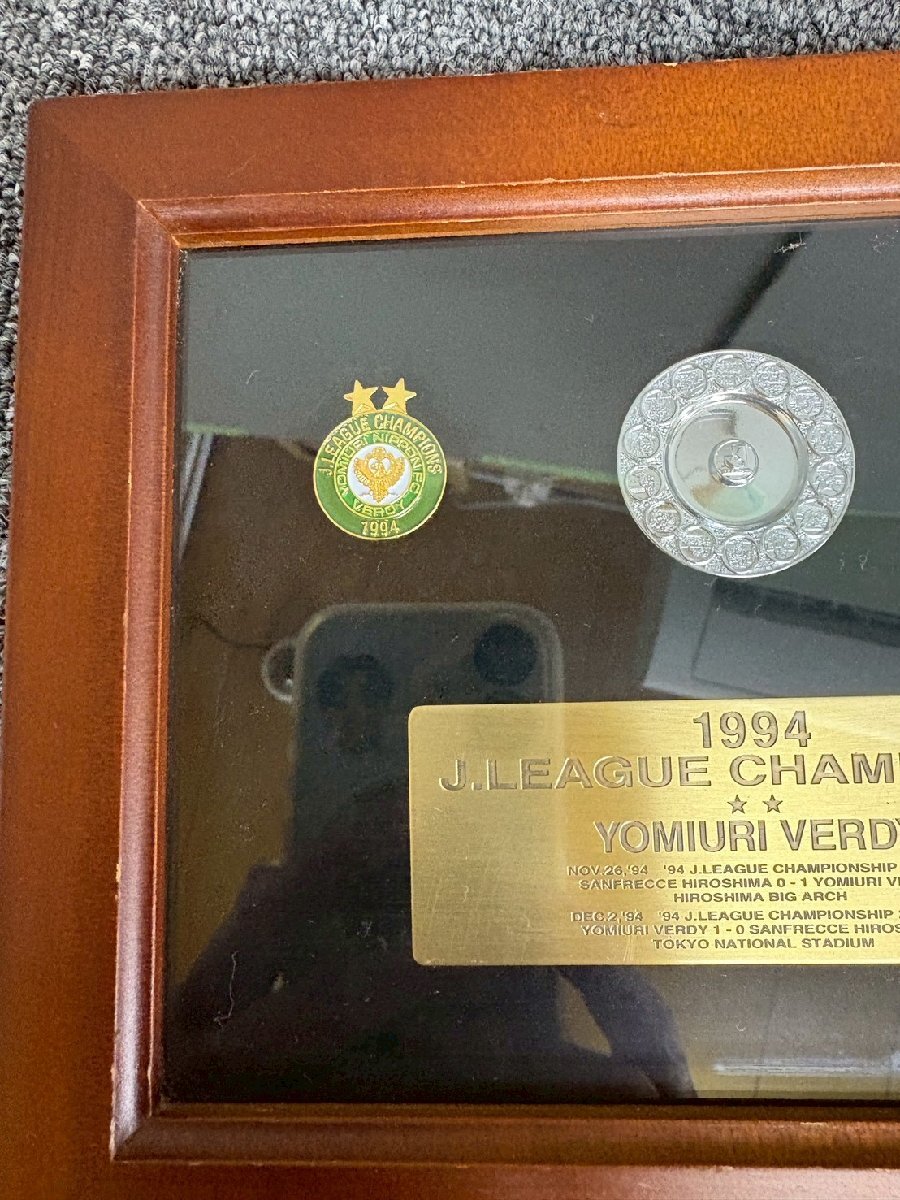 J.LEAGUE CHAMPIONS
YOMIURI NIPPON F.C.
VERDY
1994
1994
J.LEAGUE CHAM
★★
YOMIURI VERDY
NOV.26,'94 '94 J.LEAGUE CHAMPIONSHIP
SANFRECCE HIROSHIMA 0 - 1 YOMIURI VE
HIROSHIMA BIG ARCH
DEC.2,'94 '94 J.LEAGUE CHAMPIONSHIP
YOMIURI VERDY 1 - 0 SANFRECCE HIROS
TOKYO NATIONAL STADIUM